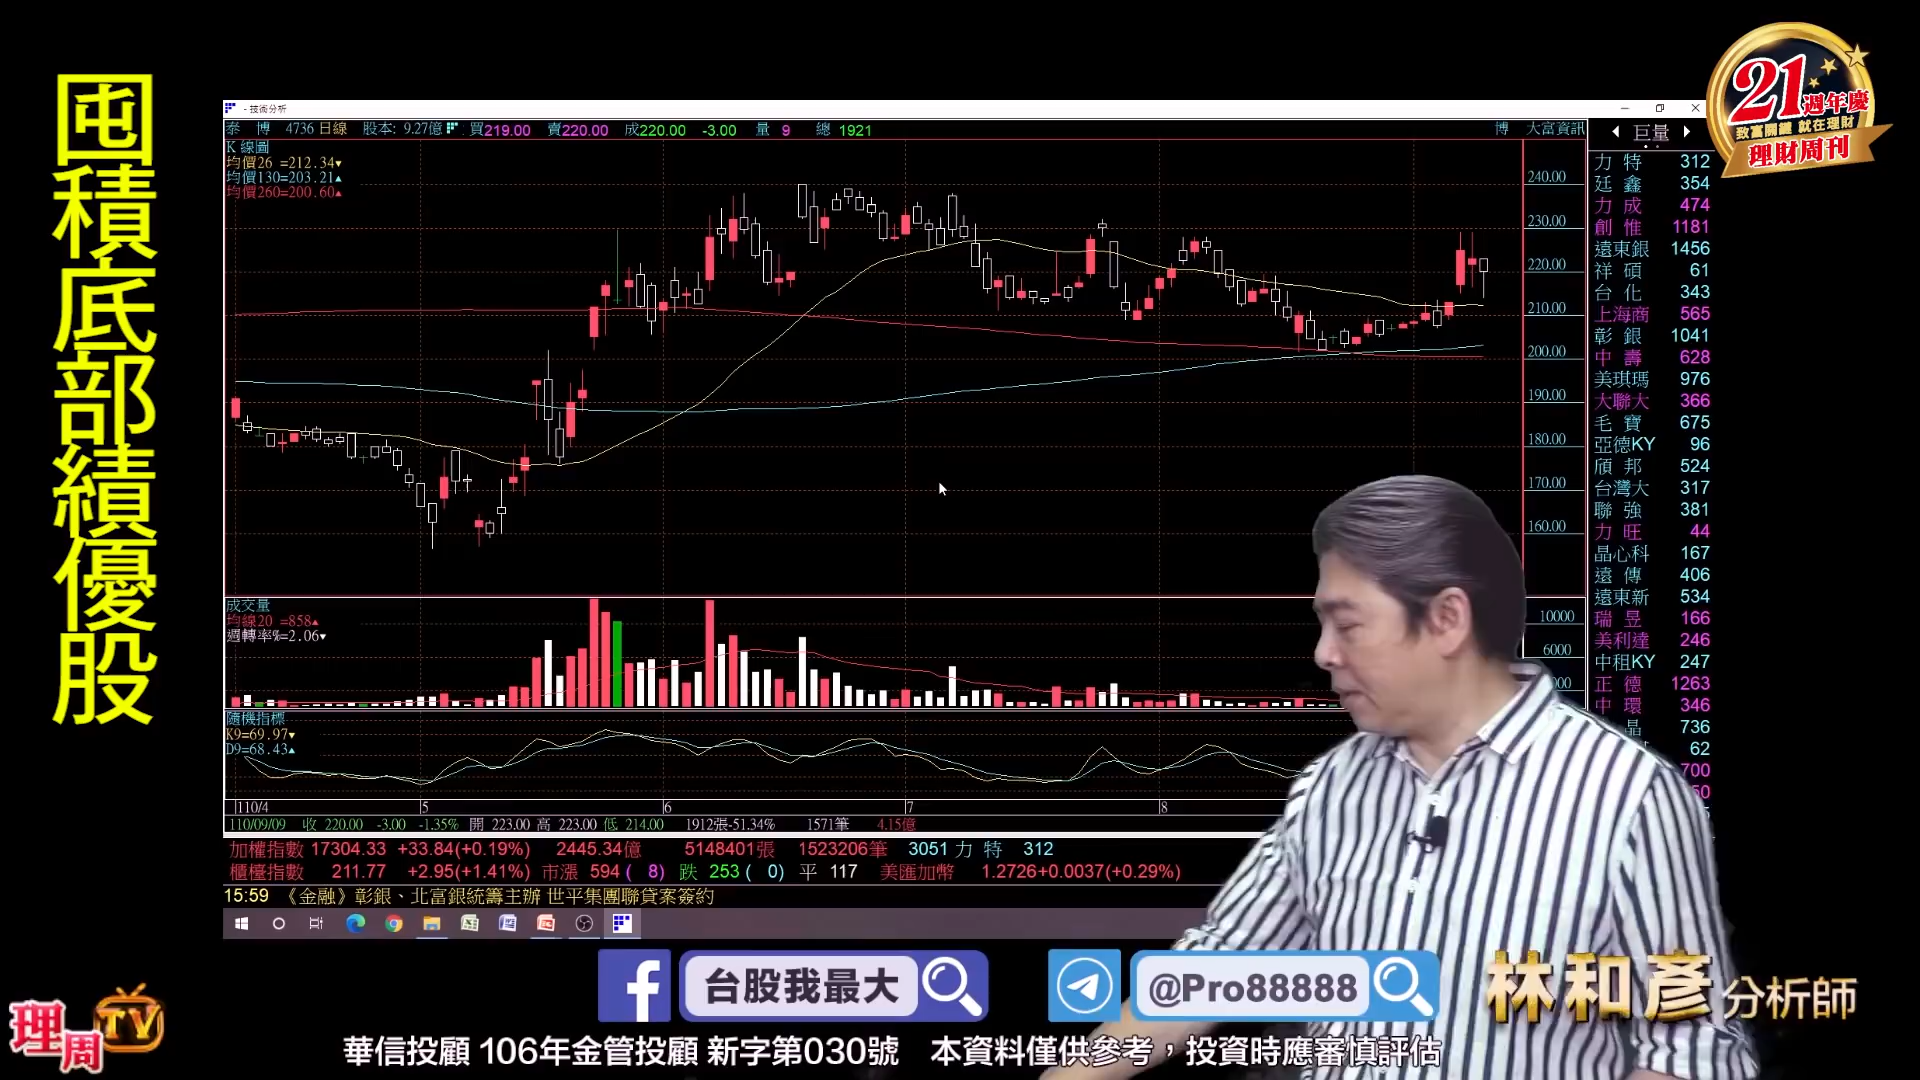 囤積底部績優股
21週年慶
致富關鍵 就在理財
理財周刊
- 技術分析
泰 博 4736 日線 股本: 9.27億 買219.00 賣220.00 成220.00 -3.00 量 9 總 1921 博 大富資訊
K 線圖
均價26 =212.34▾
均價130=203.21▴
均價260=200.60▴
240.00
230.00
220.00
210.00
200.00
190.00
180.00
170.00
160.00
成交量
均線20 =858▴
週轉率%=2.06▾
10000
6000
隨機指標
K9=69.97▾
D9=68.43▴
110/4 5 6 7 8
110/09/09 收 220.00 -3.00 -1.35% 開 223.00 高 223.00 低 214.00 1912張-51.34% 1571筆 4.15億
巨量
力 特 312
廷 鑫 354
力 成 474
創 惟 1181
遠東銀 1456
祥 碩 61
台 化 343
上海商 565
彰 銀 1041
中 壽 628
美琪瑪 976
大聯大 366
毛 寶 675
亞德KY 96
頎 邦 524
台灣大 317
聯 強 381
力 旺 44
晶心科 167
遠 傳 406
遠東新 534
瑞 昱 166
美利達 246
中租KY 247
正 德 1263
中 環 346
晶 736
62
700
加權指數 17304.33 +33.84(+0.19%) 2445.34億 5148401張 1523206筆 3051 力 特 312
櫃檯指數 211.77 +2.95(+1.41%) 市漲 594 ( 8) 跌 253 ( 0) 平 117 美匯加幣 1.2726+0.0037(+0.29%)
15:59 《金融》彰銀、北富銀統籌主辦 世平集團聯貸案簽約
台股我最大
@Pro88888
林和彥 分析師
理周TV
華信投顧 106年金管投顧 新字第030號 本資料僅供參考，投資時應審慎評估